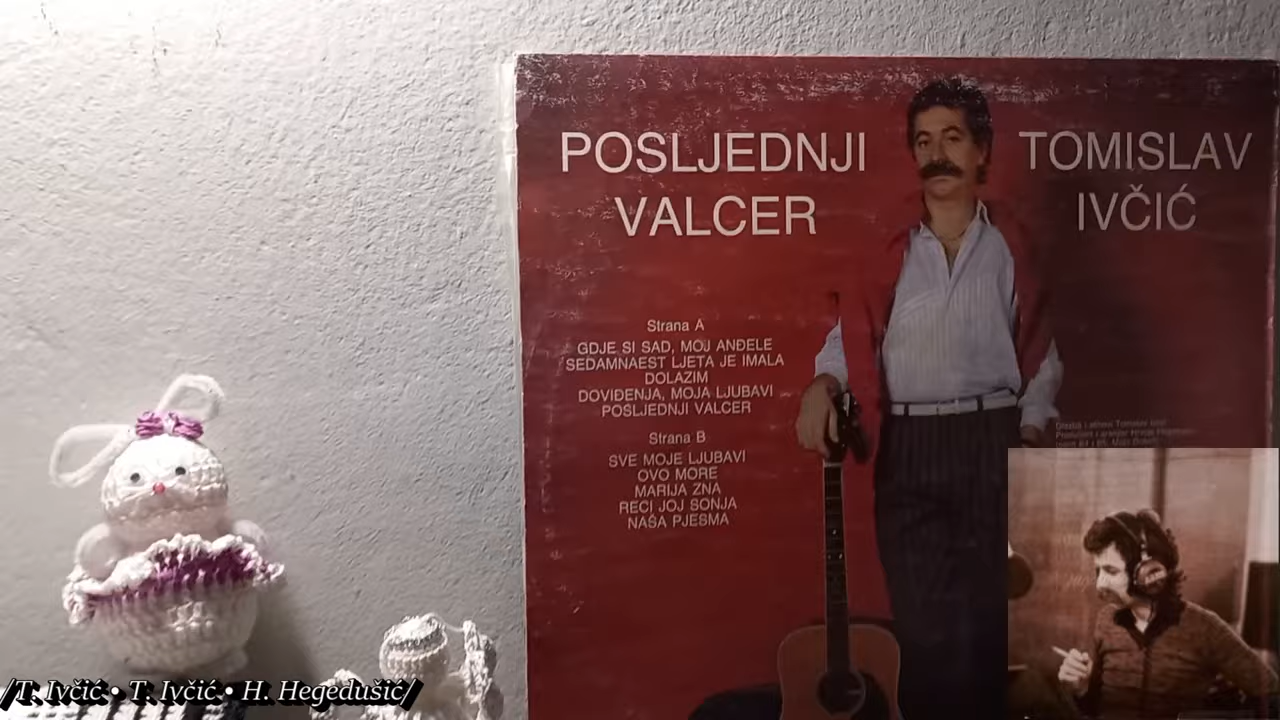 POSLJEDNJI
VALCER
TOMISLAV
IVČIĆ
Strana A
GDJE SI SAD, MOJ ANĐELE
SEDAMNAEST LJETA JE IMALA
DOLAZIM
DOVIĐENJA, MOJA LJUBAVI
POSLJEDNJI VALCER
Strana B
SVE MOJE LJUBAVI
OVO MORE
MARIJA ZNA
RECI JOJ SONJA
NAŠA PJESMA
/T. Ivčić • T. Ivčić • H. Hegedušić/